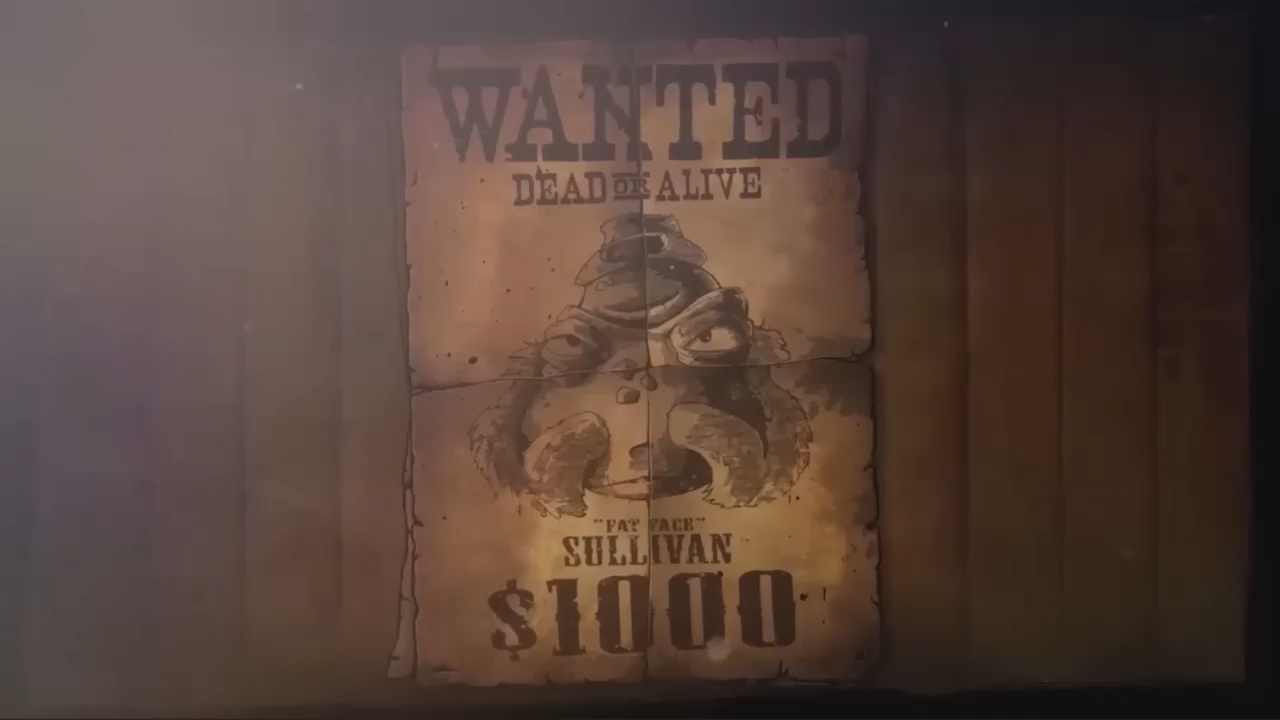 WANTED
DEAD OR ALIVE
"FAT FACE"
SULLIVAN
$1000